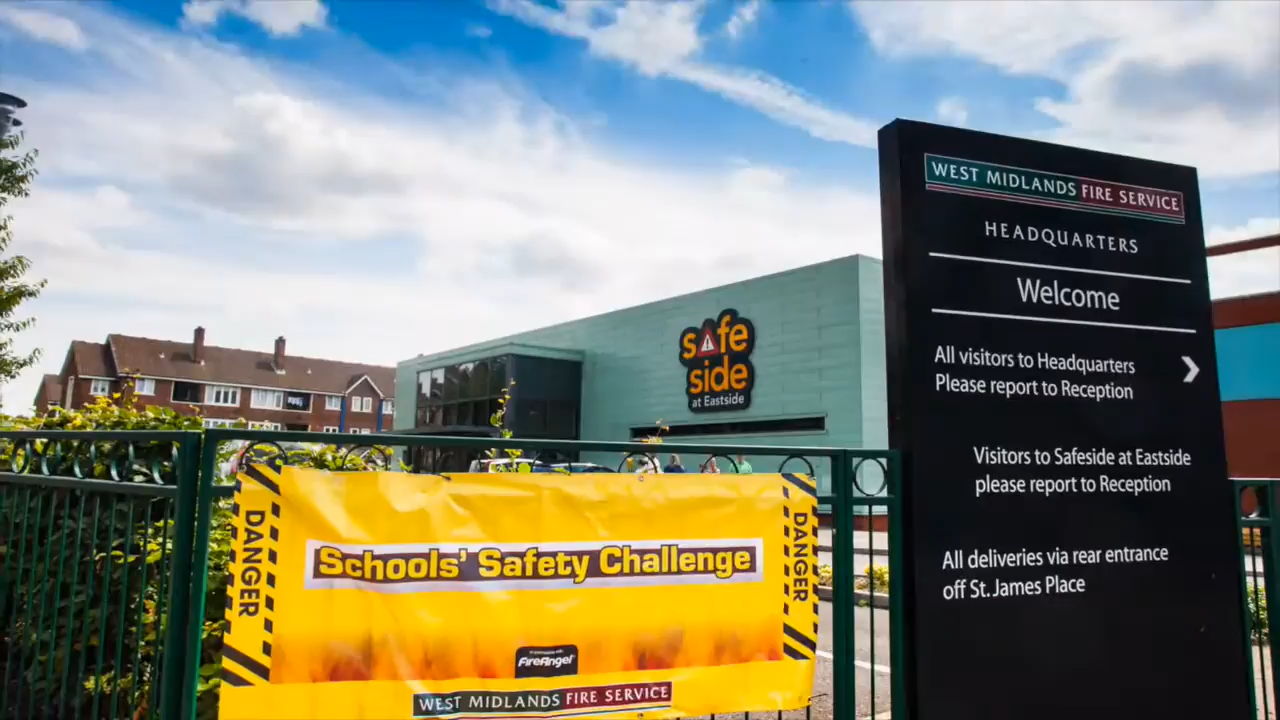 WEST MIDLANDS FIRE SERVICE
HEADQUARTERS
Welcome
All visitors to Headquarters
Please report to Reception
Visitors to Safeside at Eastside
please report to Reception
All deliveries via rear entrance
off St. James Place
safe
side
at Eastside
DANGER
Schools' Safety Challenge
DANGER
FireAngel
WEST MIDLANDS FIRE SERVICE